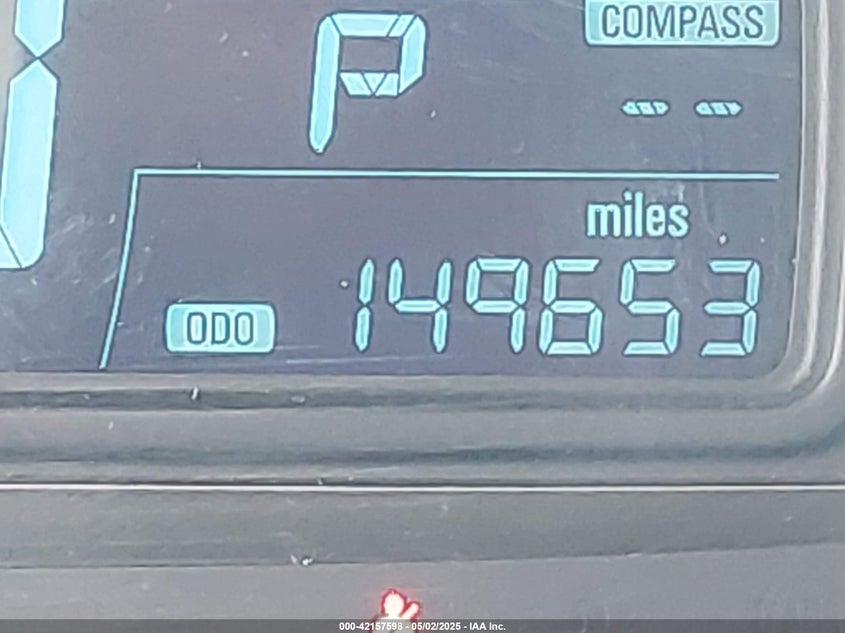 COMPASS
P
-- --
miles
ODO 149653
000-42157598 - 05/02/2025 - IAA Inc.